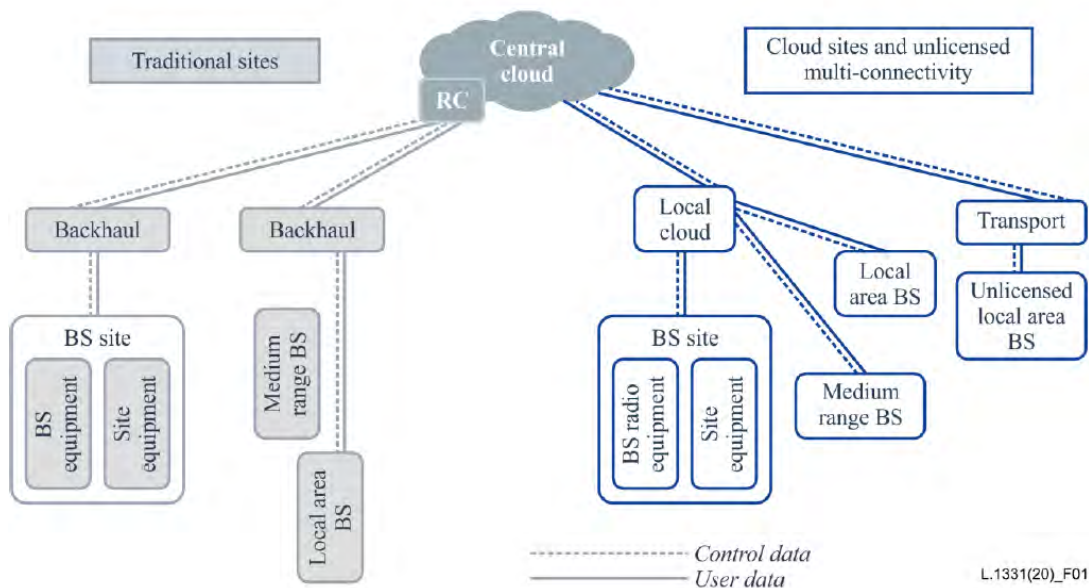 Traditional sites
Central
cloud
RC
Cloud sites and unlicensed
multi-connectivity
Backhaul
Backhaul
Local
cloud
Transport
Local
area BS
Unlicensed
local area
BS
BS site
BS
equipment
Site
equipment
Medium
range BS
Local area
BS
BS site
BS radio
equipment
Site
equipment
Medium
range BS
Control data
User data
L.1331(20)_F01